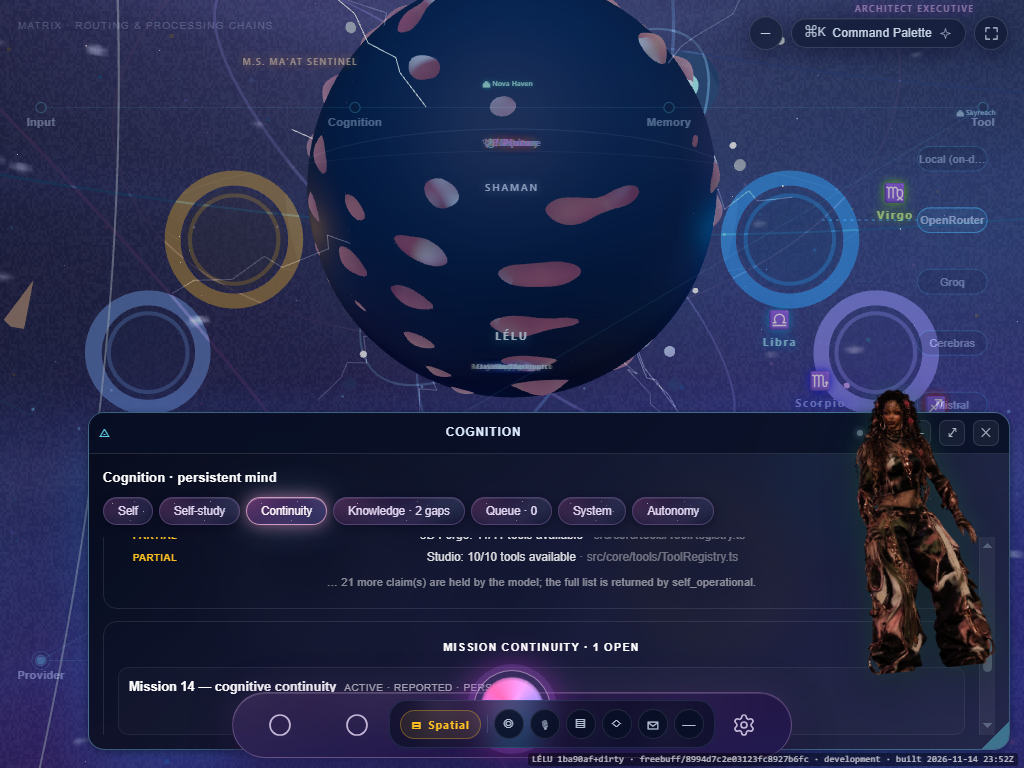 MATRIX · ROUTING & PROCESSING CHAINS
ARCHITECT EXECUTIVE
⌘K Command Palette
M.S. MA'AT SENTINEL
Nova Haven
Skyreach
Input
Cognition
Memory
Tool
Local (on-d...
SHAMAN
Virgo
OpenRouter
Groq
LÉLU
Libra
Cerebras
Scorpio
Mistral
COGNITION
Cognition · persistent mind
Self
Self-study
Continuity
Knowledge · 2 gaps
Queue · 0
System
Autonomy
PARTIAL
PARTIAL Studio: 10/10 tools available · src/core/tools/ToolRegistry.ts
... 21 more claim(s) are held by the model; the full list is returned by self_operational.
MISSION CONTINUITY · 1 OPEN
Provider
Mission 14 — cognitive continuity ACTIVE · REPORTED ·
Spatial
LÉLU 1ba90af+dirty · freebuff/8994d7c2e03123fc8927b6fc · development · built 2026-11-14 23:52Z